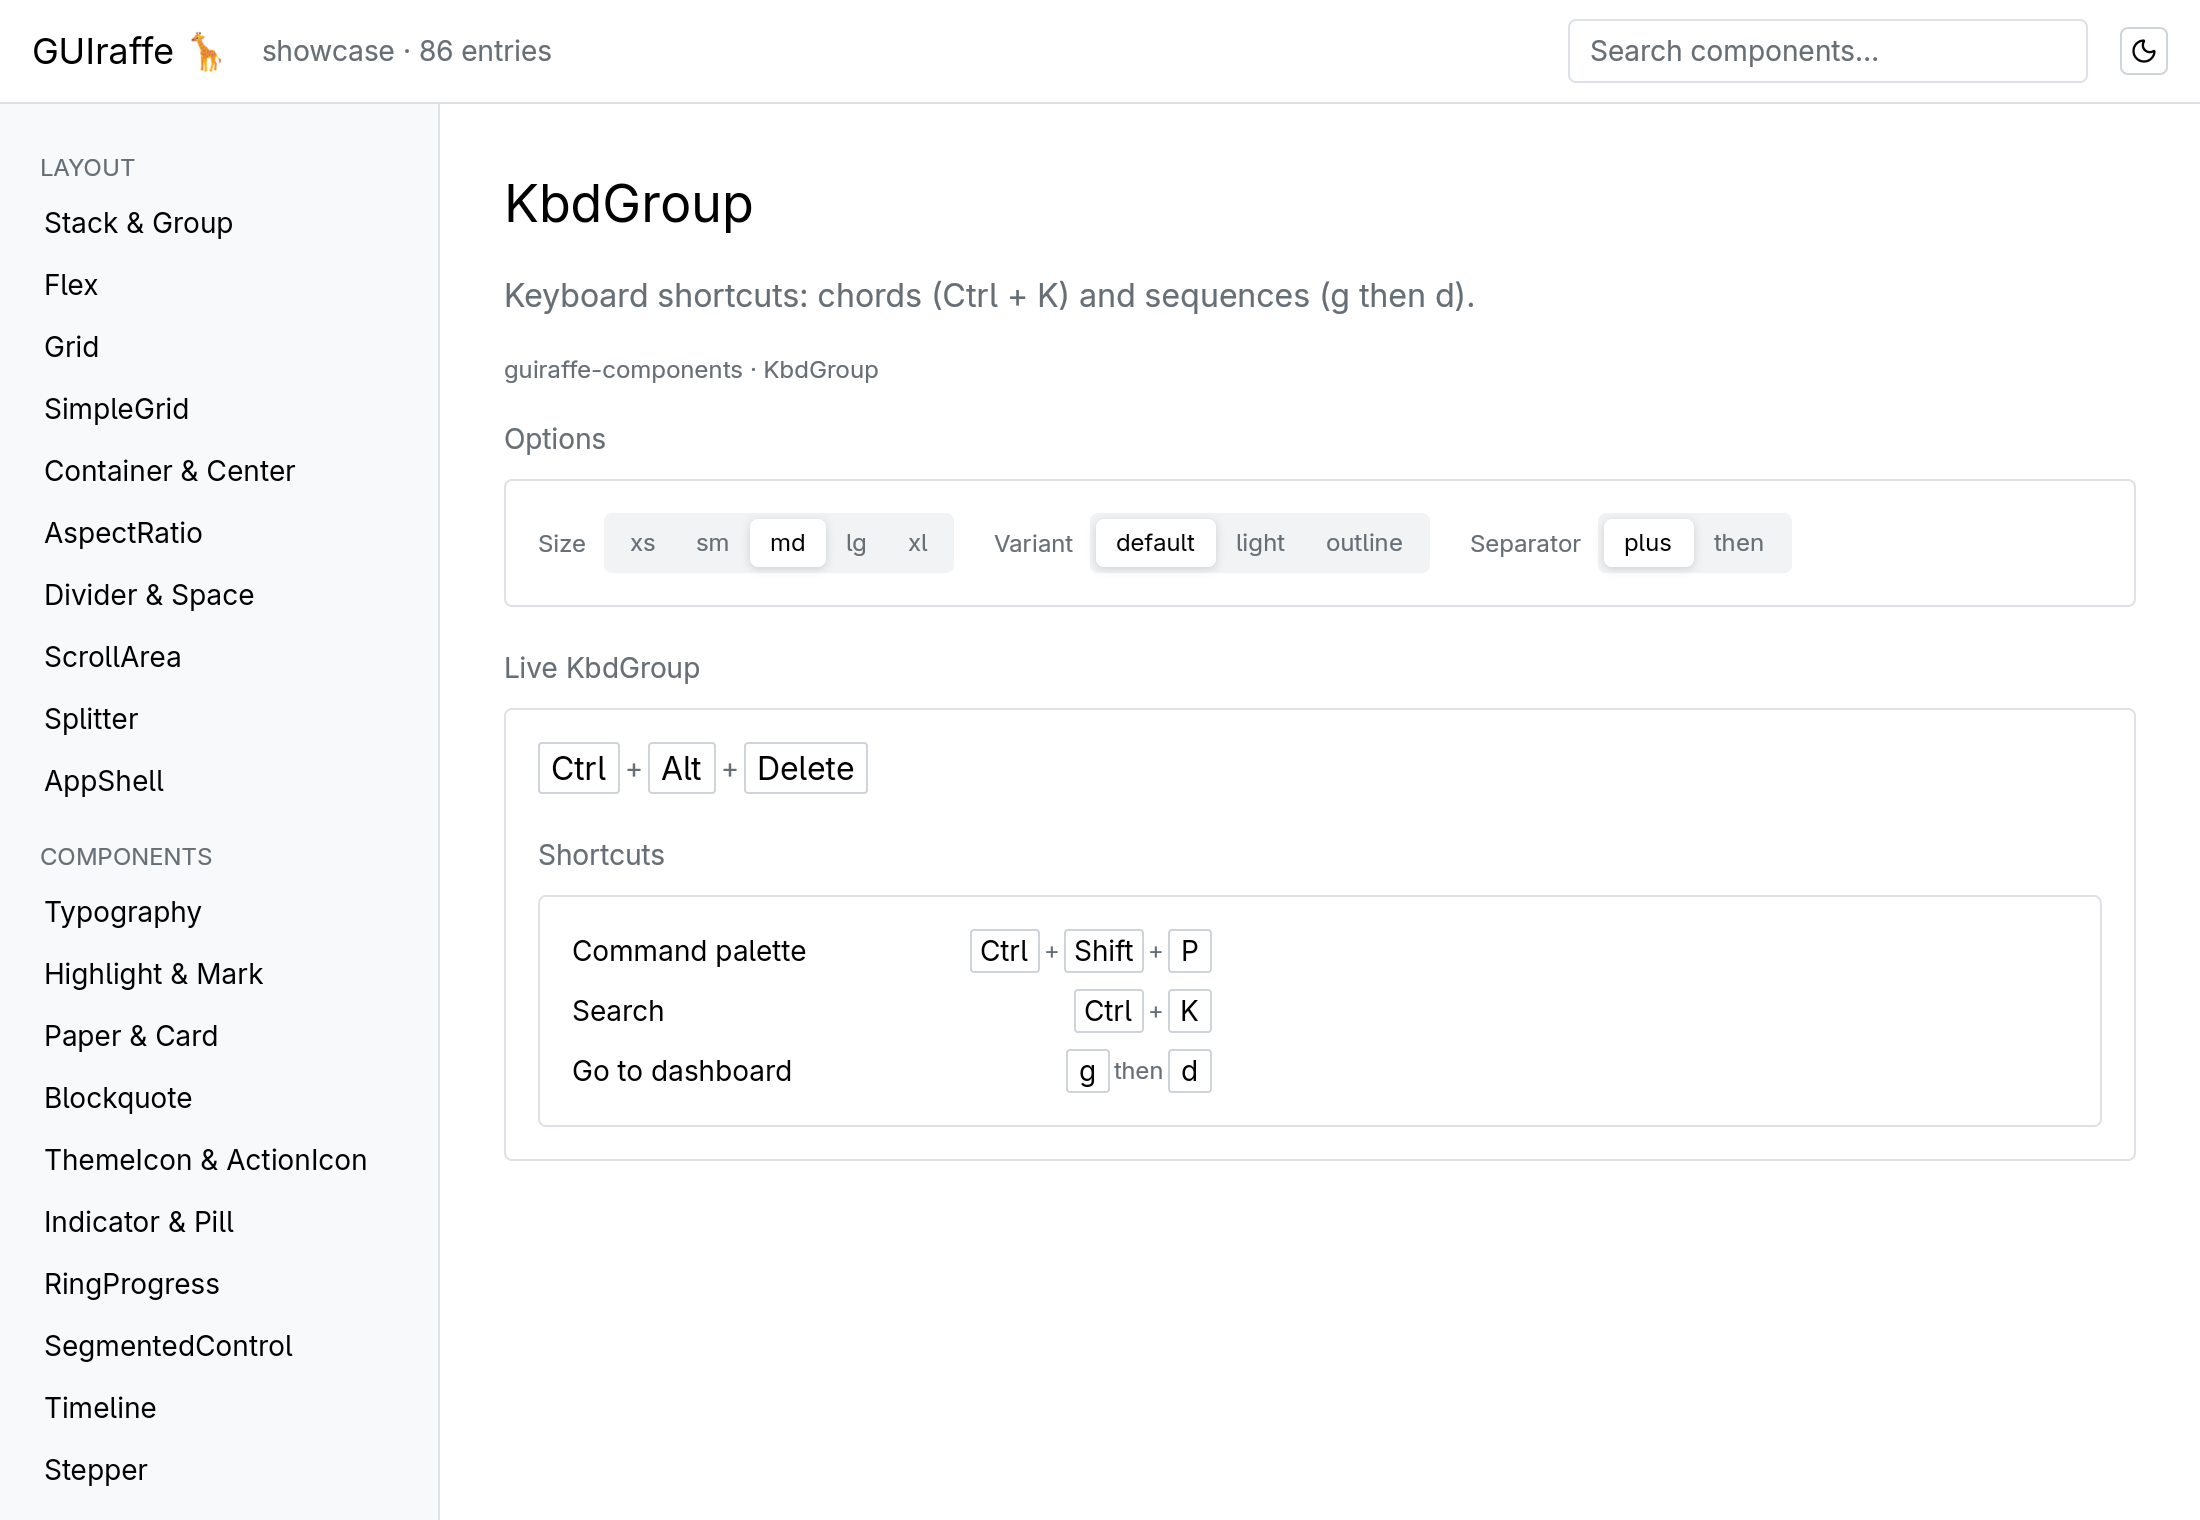 GUIraffe 🦒 showcase · 86 entries Search components...
LAYOUT
Stack & Group
Flex
Grid
SimpleGrid
Container & Center
AspectRatio
Divider & Space
ScrollArea
Splitter
AppShell
COMPONENTS
Typography
Highlight & Mark
Paper & Card
Blockquote
ThemeIcon & ActionIcon
Indicator & Pill
RingProgress
SegmentedControl
Timeline
Stepper
KbdGroup
Keyboard shortcuts: chords (Ctrl + K) and sequences (g then d).
guiraffe-components · KbdGroup
Options
Size xs sm md lg xl Variant default light outline Separator plus then
Live KbdGroup
Ctrl + Alt + Delete
Shortcuts
Command palette Ctrl + Shift + P
Search Ctrl + K
Go to dashboard g then d